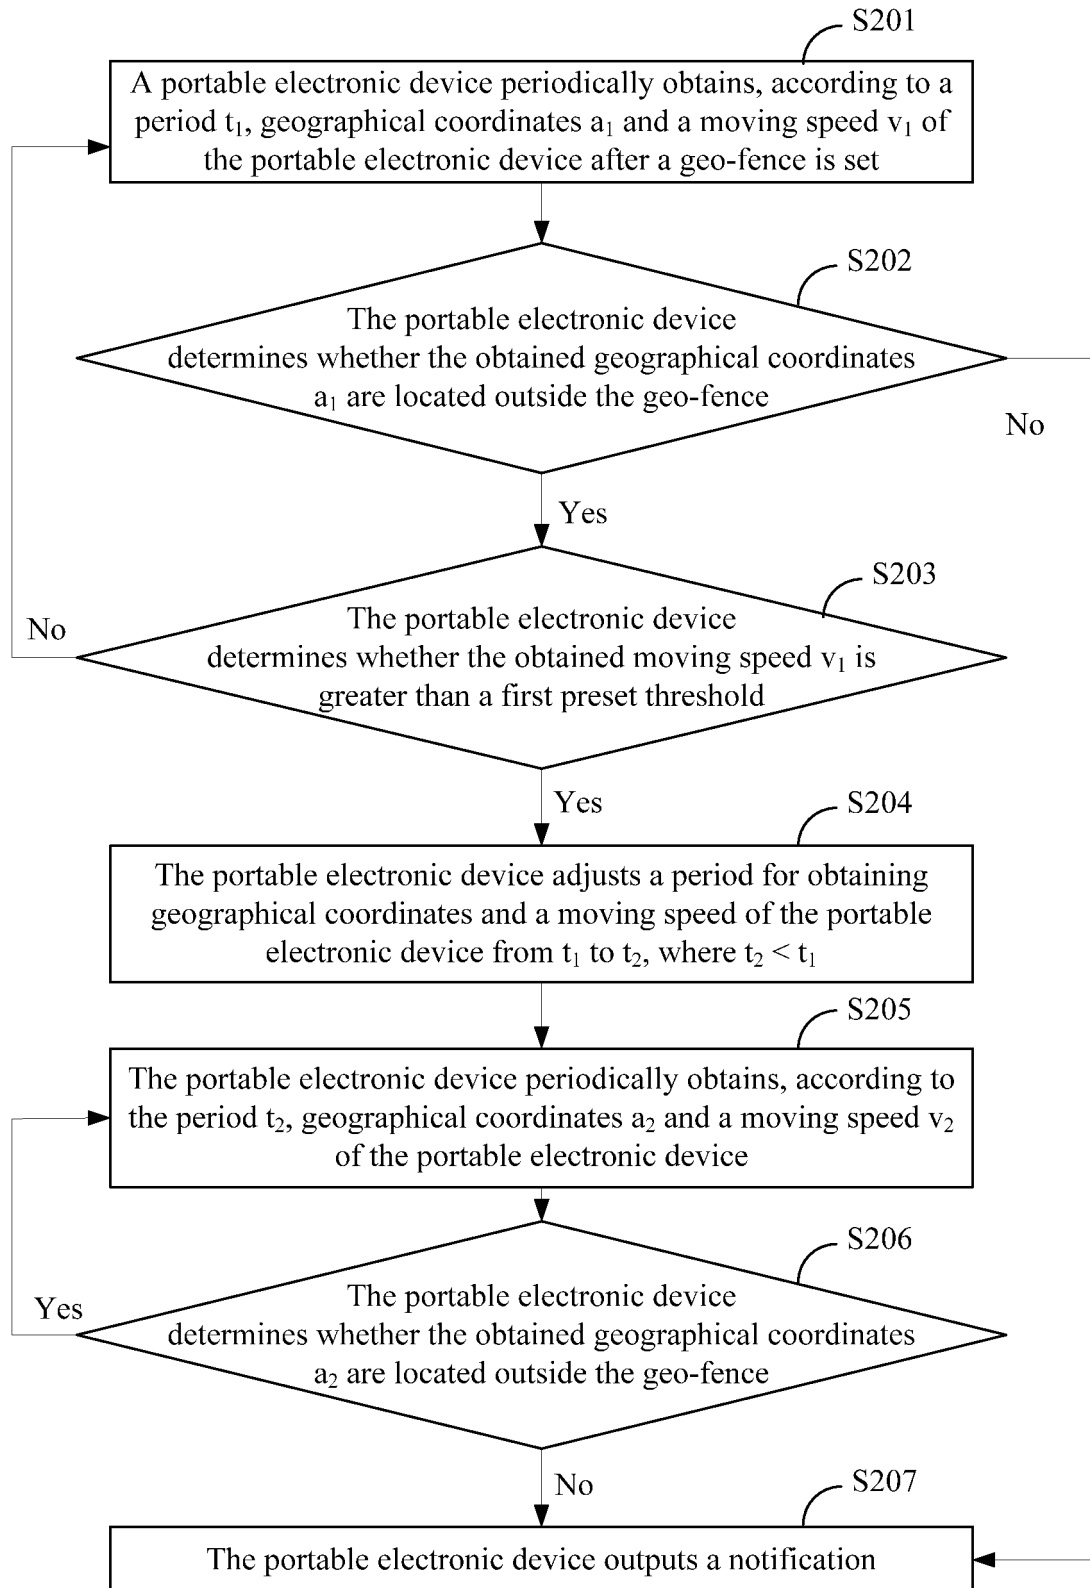 S201
A portable electronic device periodically obtains, according to a
period t₁, geographical coordinates a₁ and a moving speed v₁ of
the portable electronic device after a geo-fence is set
S202
The portable electronic device
determines whether the obtained geographical coordinates
a₁ are located outside the geo-fence
No
Yes
S203
The portable electronic device
determines whether the obtained moving speed v₁ is
greater than a first preset threshold
No
Yes
S204
The portable electronic device adjusts a period for obtaining
geographical coordinates and a moving speed of the portable
electronic device from t₁ to t₂, where t₂ < t₁
S205
The portable electronic device periodically obtains, according to
the period t₂, geographical coordinates a₂ and a moving speed v₂
of the portable electronic device
S206
The portable electronic device
determines whether the obtained geographical coordinates
a₂ are located outside the geo-fence
Yes
No
S207
The portable electronic device outputs a notification